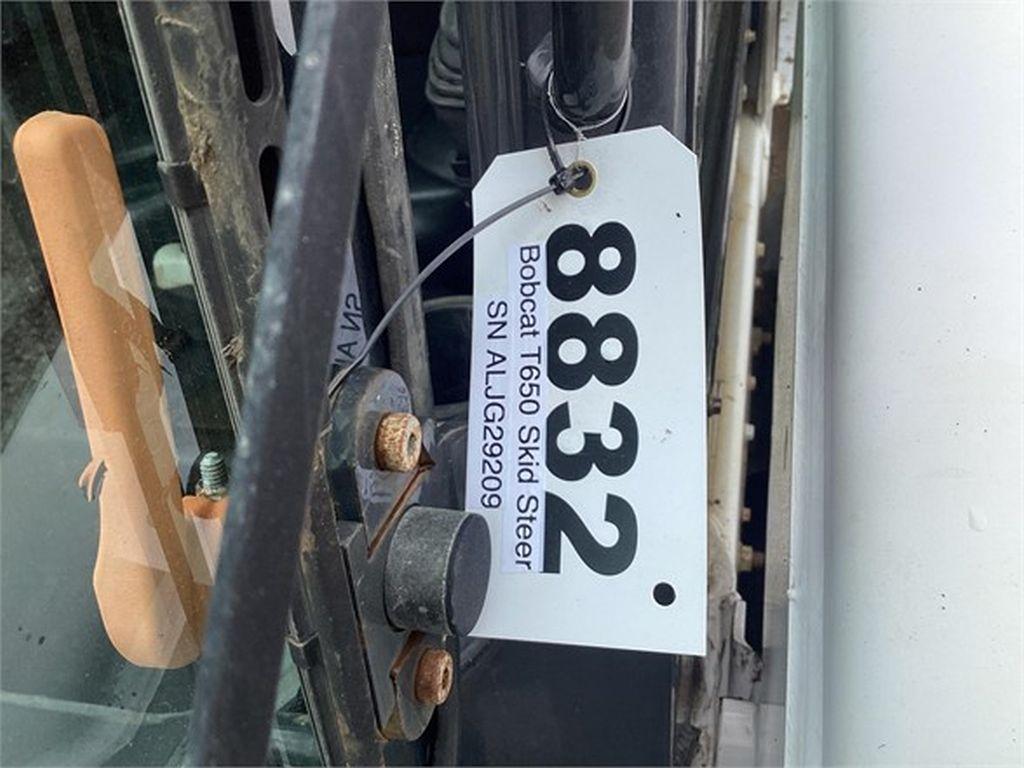 8832
Bobcat T650 Skid Steer
SN ALJG29209